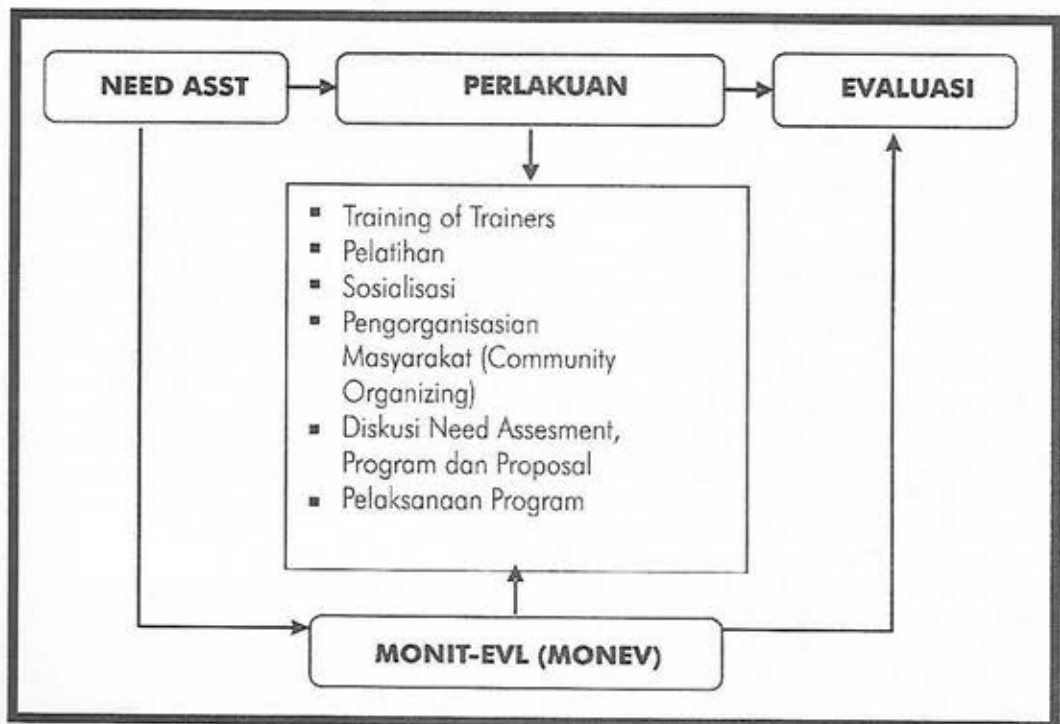 NEED ASST
PERLAKUAN
EVALUASI
▪ Training of Trainers
▪ Pelatihan
▪ Sosialisasi
▪ Pengorganisasian
Masyarakat (Community
Organizing)
▪ Diskusi Need Assesment,
Program dan Proposal
▪ Pelaksanaan Program
MONIT-EVL (MONEV)